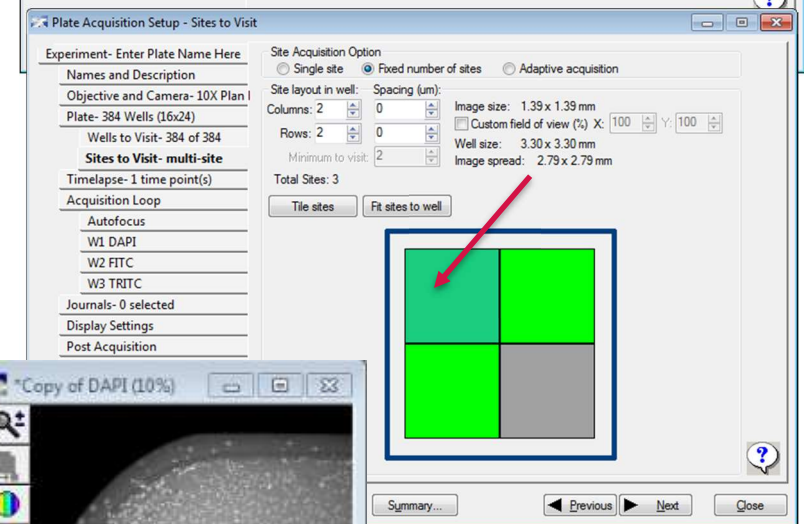 Plate Acquisition Setup - Sites to Visit
Experiment- Enter Plate Name Here
Names and Description
Objective and Camera- 10X Plan
Plate- 384 Wells (16x24)
Wells to Visit- 384 of 384
Sites to Visit- multi-site
Timelapse- 1 time point(s)
Acquisition Loop
Autofocus
W1 DAPI
W2 FITC
W3 TRITC
Journals- 0 selected
Display Settings
Post Acquisition
Site Acquisition Option
Single site Fixed number of sites Adaptive acquisition
Site layout in well: Spacing (um):
Columns: 2 0
Rows: 2 0
Minimum to visit: 2
Image size: 1.39 x 1.39 mm
Custom field of view (%) X: 100 Y: 100
Well size: 3.30 x 3.30 mm
Image spread: 2.79 x 2.79 mm
Total Sites: 3
Tile sites Fit sites to well
?
*Copy of DAPI (10%)
Summary... Previous Next Close